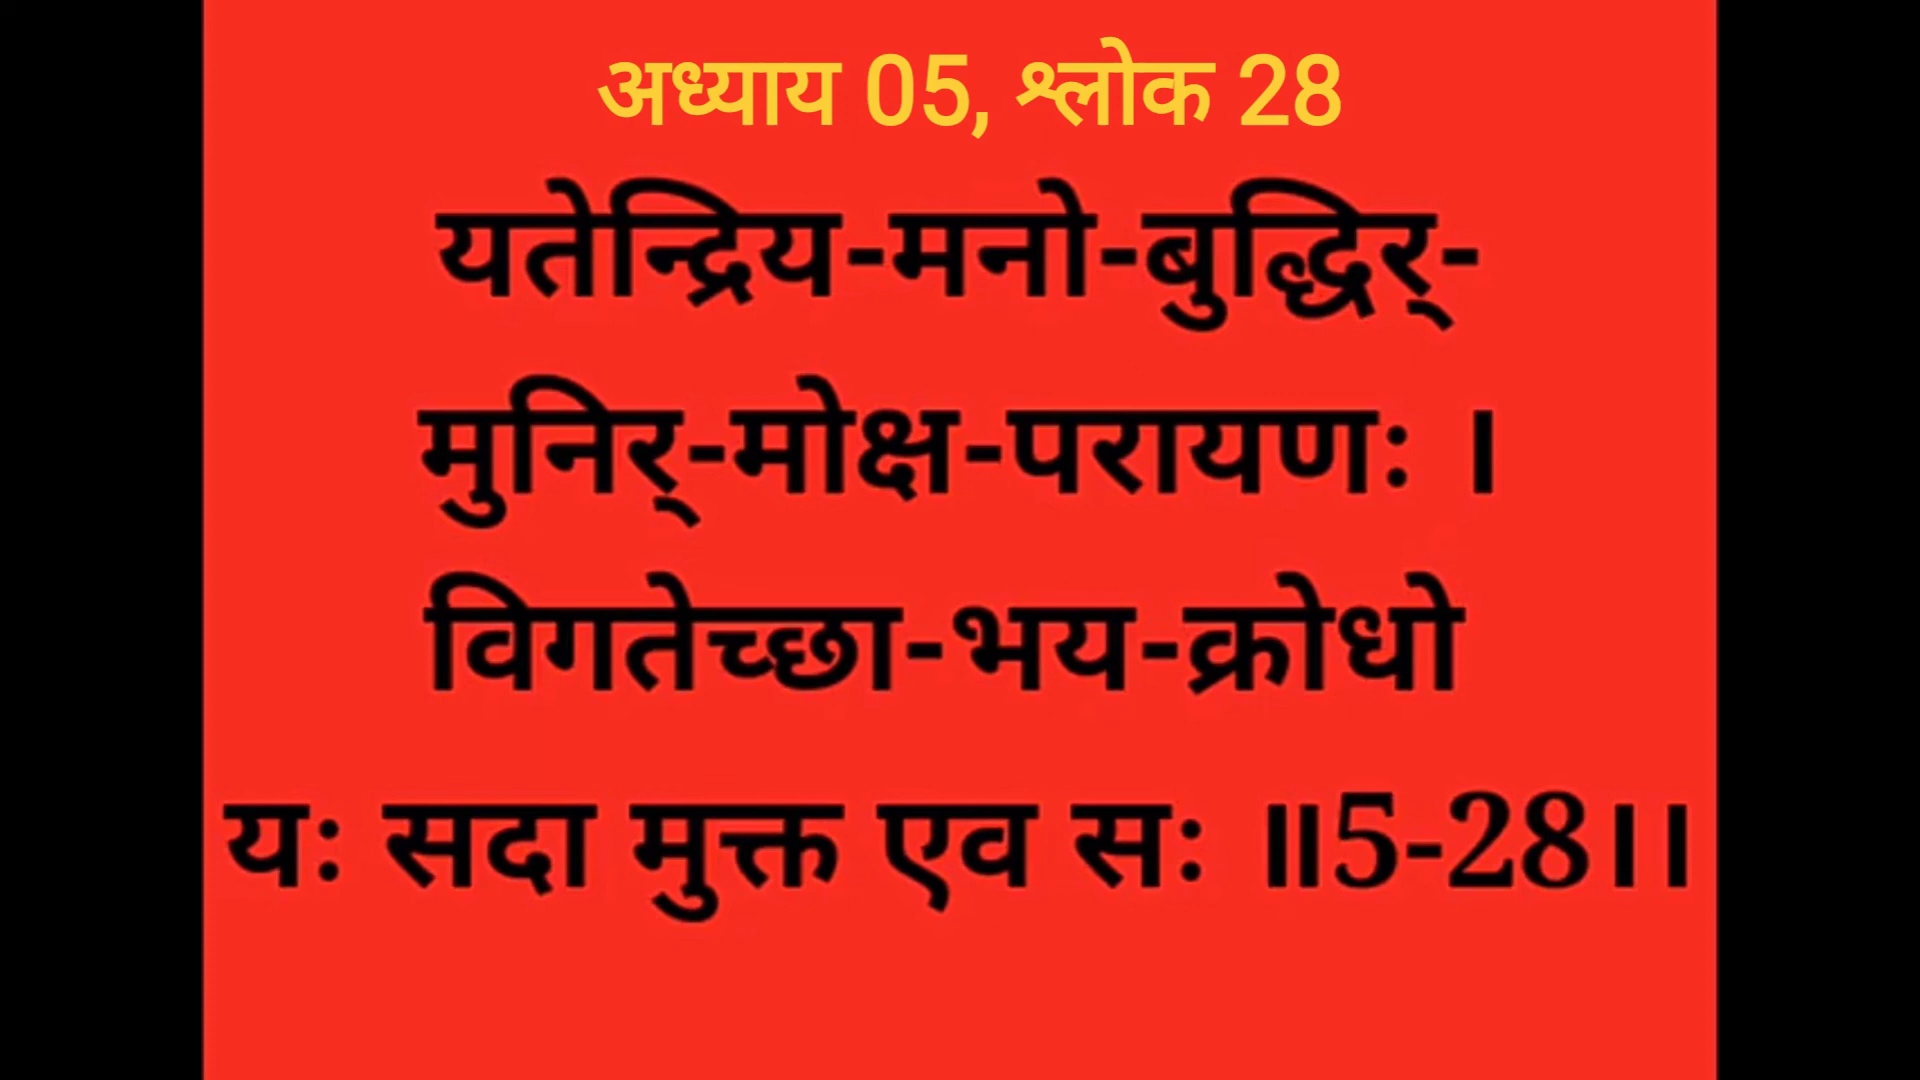 अध्याय 05, श्लोक 28
यतेन्द्रिय-मनो-बुद्धिर्-
मुनिर्-मोक्ष-परायणः ।
विगतेच्छा-भय-क्रोधो
यः सदा मुक्त एव सः ॥5-28।।